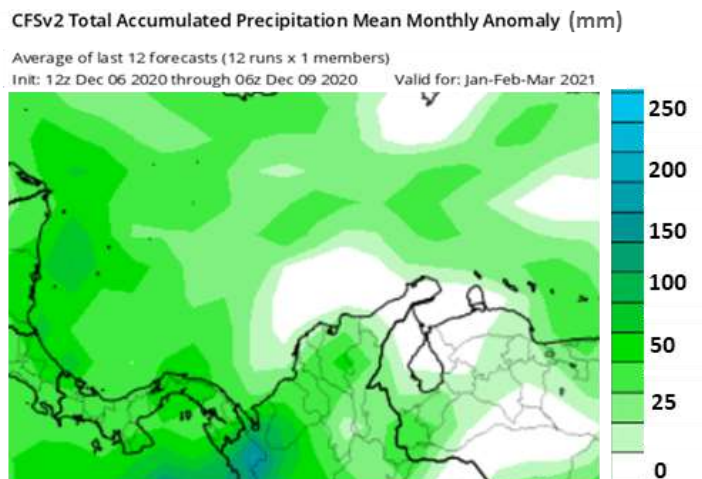 CFSv2 Total Accumulated Precipitation Mean Monthly Anomaly (mm)
Average of last 12 forecasts (12 runs x 1 members)
Init: 12z Dec 06 2020 through 06z Dec 09 2020 Valid for: Jan-Feb-Mar 2021
250
200
150
100
50
25
0